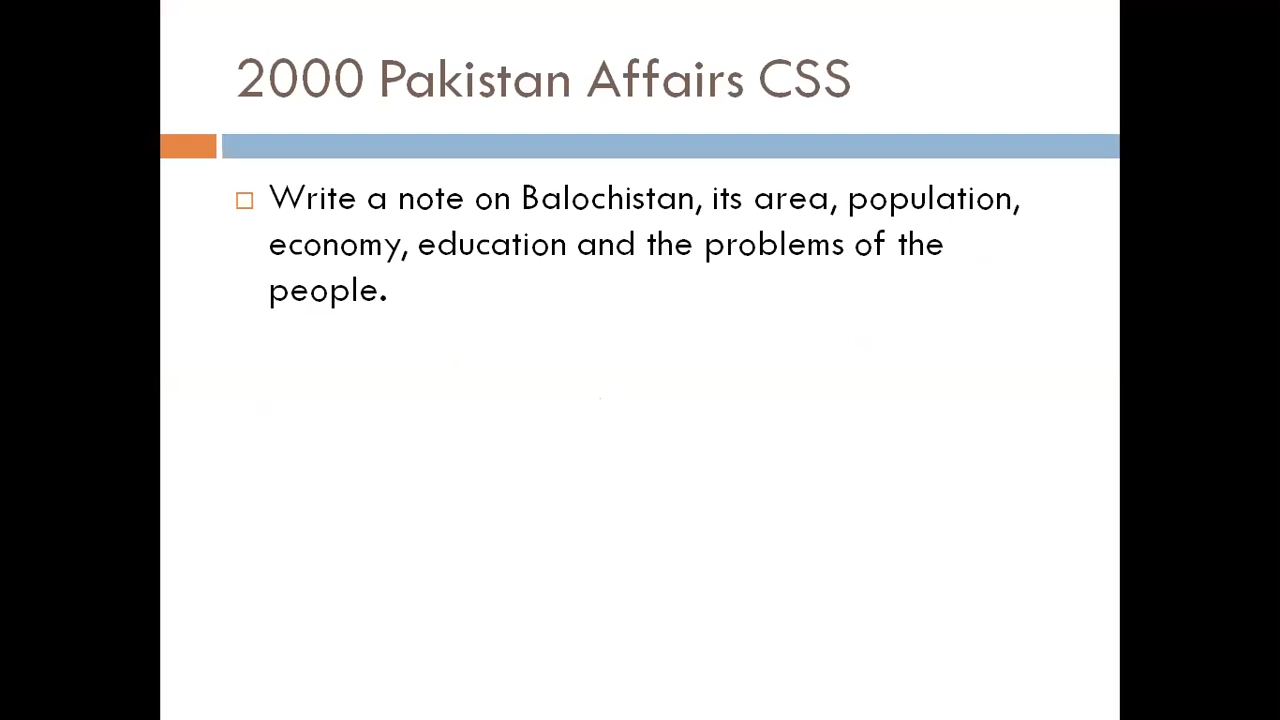 2000 Pakistan Affairs CSS
Write a note on Balochistan, its area, population,
economy, education and the problems of the
people.